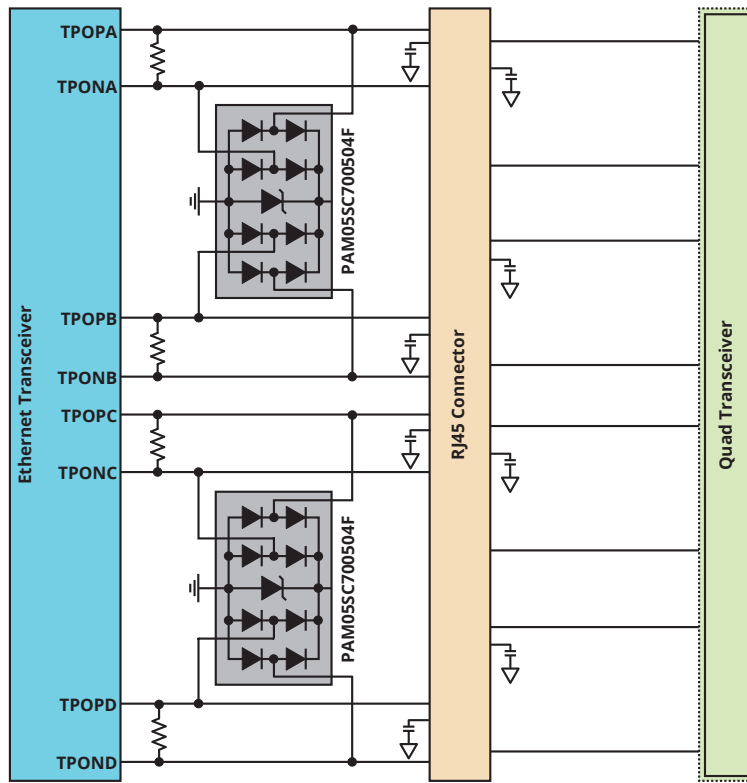 TPOPA
TPONA
PAM05SC700504F
TPOPB
TPONB
TPOPC
TPONC
PAM05SC700504F
TPOPD
TPOND
Ethernet Transceiver
RJ45 Connector
Quad Transceiver